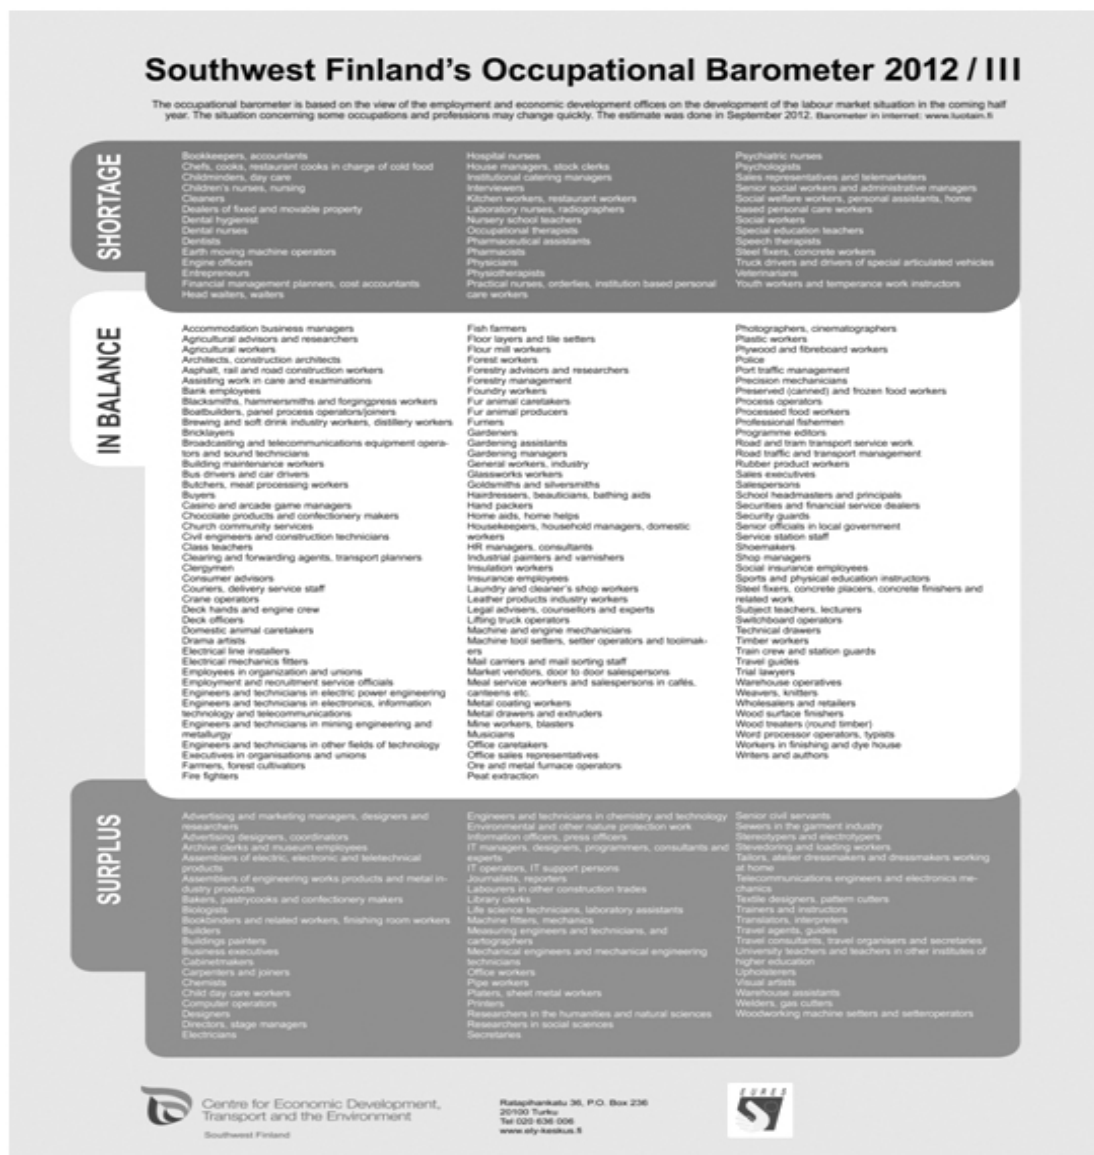 Southwest Finland's Occupational Barometer 2012 / III
The occupational barometer is based on the view of the employment and economic development offices on the development of the labour market situation in the coming half
year. The situation concerning some occupations and professions may change quickly. The estimate was done in September 2012. Barometer in internet: www.luotain.fi
SHORTAGE
Bookkeepers, accountants
Chefs, cooks, restaurant cooks in charge of cold food
Childminders, day care
Children's nurses, nursing
Cleaners
Dealers of fixed and movable property
Dental hygienist
Dental nurses
Dentists
Earth moving machine operators
Engine officers
Entrepreneurs
Financial management planners, cost accountants
Head waiters, waiters
Hospital nurses
House managers, stock clerks
Institutional catering managers
Interviewers
Kitchen workers, restaurant workers
Laboratory nurses, radiographers
Nursery school teachers
Occupational therapists
Pharmaceutical assistants
Pharmacists
Physicians
Physiotherapists
Practical nurses, orderlies, institution based personal
care workers
Psychiatric nurses
Psychologists
Sales representatives and telemarketers
Senior social workers and administrative managers
Social welfare workers, personal assistants, home
based personal care workers
Social workers
Special education teachers
Speech therapists
Steel fixers, concrete workers
Truck drivers and drivers of special articulated vehicles
Veterinarians
Youth workers and temperance work instructors
IN BALANCE
Accommodation business managers
Agricultural advisors and researchers
Agricultural workers
Architects, construction architects
Asphalt, rail and road construction workers
Assisting work in care and examinations
Bank employees
Blacksmiths, hammersmiths and forgingpress workers
Boatbuilders, panel process operators/joiners
Brewing and soft drink industry workers, distillery workers
Bricklayers
Broadcasting and telecommunications equipment opera-
tors and sound technicians
Building maintenance workers
Bus drivers and car drivers
Butchers, meat processing workers
Buyers
Casino and arcade game managers
Chocolate products and confectionery makers
Church community services
Civil engineers and construction technicians
Class teachers
Clearing and forwarding agents, transport planners
Clergymen
Consumer advisors
Couriers, delivery service staff
Crane operators
Deck hands and engine crew
Deck officers
Domestic animal caretakers
Drama artists
Electrical line installers
Electrical mechanics fitters
Employees in organization and unions
Employment and recruitment service officials
Engineers and technicians in electric power engineering
Engineers and technicians in electronics, information
technology and telecommunications
Engineers and technicians in mining engineering and
metallurgy
Engineers and technicians in other fields of technology
Executives in organisations and unions
Farmers, forest cultivators
Fire fighters
Fish farmers
Floor layers and tile setters
Flour mill workers
Forest workers
Forestry advisors and researchers
Forestry management
Foundry workers
Fur animal caretakers
Fur animal producers
Furriers
Gardeners
Gardening assistants
Gardening managers
General workers, industry
Glassworks workers
Goldsmiths and silversmiths
Hairdressers, beauticians, bathing aids
Hand packers
Home aids, home helps
Housekeepers, household managers, domestic
workers
HR managers, consultants
Industrial painters and varnishers
Insulation workers
Insurance employees
Laundry and cleaner's shop workers
Leather products industry workers
Legal advisers, counsellors and experts
Lifting truck operators
Machine and engine mechanicians
Machine tool setters, setter operators and toolmak-
ers
Mail carriers and mail sorting staff
Market vendors, door to door salespersons
Meal service workers and salespersons in cafés,
canteens etc.
Metal coating workers
Metal drawers and extruders
Mine workers, blasters
Musicians
Office caretakers
Office sales representatives
Ore and metal furnace operators
Peat extraction
Photographers, cinematographers
Plastic workers
Plywood and fibreboard workers
Police
Port traffic management
Precision mechanicians
Preserved (canned) and frozen food workers
Process operators
Processed food workers
Professional fishermen
Programme editors
Road and tram transport service work
Road traffic and transport management
Rubber product workers
Sales executives
Salespersons
School headmasters and principals
Securities and financial service dealers
Security guards
Senior officials in local government
Service station staff
Shoemakers
Shop managers
Social insurance employees
Sports and physical education instructors
Steel fixers, concrete placers, concrete finishers and
related work
Subject teachers, lecturers
Switchboard operators
Technical drawers
Timber workers
Train crew and station guards
Travel guides
Trial lawyers
Warehouse operatives
Weavers, knitters
Wholesalers and retailers
Wood surface finishers
Wood treaters (round timber)
Word processor operators, typists
Workers in finishing and dye house
Writers and authors
SURPLUS
Advertising and marketing managers, designers and
researchers
Advertising designers, coordinators
Archive clerks and museum employees
Assemblers of electric, electronic and teletechnical
products
Assemblers of engineering works products and metal in-
dustry products
Bakers, pastrycooks and confectionery makers
Biologists
Bookbinders and related workers, finishing room workers
Builders
Buildings painters
Business executives
Cabinetmakers
Carpenters and joiners
Chemists
Child day care workers
Computer operators
Designers
Directors, stage managers
Electricians
Engineers and technicians in chemistry and technology
Environmental and other nature protection work
Information officers, press officers
IT managers, designers, programmers, consultants and
experts
IT operators, IT support persons
Journalists, reporters
Labourers in other construction trades
Library clerks
Life science technicians, laboratory assistants
Machine fitters, mechanics
Measuring engineers and technicians, and
cartographers
Mechanical engineers and mechanical engineering
technicians
Office workers
Pipe workers
Platers, sheet metal workers
Printers
Researchers in the humanities and natural sciences
Researchers in social sciences
Secretaries
Senior civil servants
Sewers in the garment industry
Stereotypers and electrotypers
Stevedoring and loading workers
Tailors, atelier dressmakers and dressmakers working
at home
Telecommunications engineers and electronics me-
chanics
Textile designers, pattern cutters
Trainers and instructors
Translators, interpreters
Travel agents, guides
Travel consultants, travel organisers and secretaries
University teachers and teachers in other institutes of
higher education
Upholsterers
Visual artists
Warehouse assistants
Welders, gas cutters
Woodworking machine setters and setteroperators
Centre for Economic Development,
Transport and the Environment
Southwest Finland
Ratapihankatu 36, P.O. Box 236
20100 Turku
Tel 020 636 006
www.ely-keskus.fi
EURES